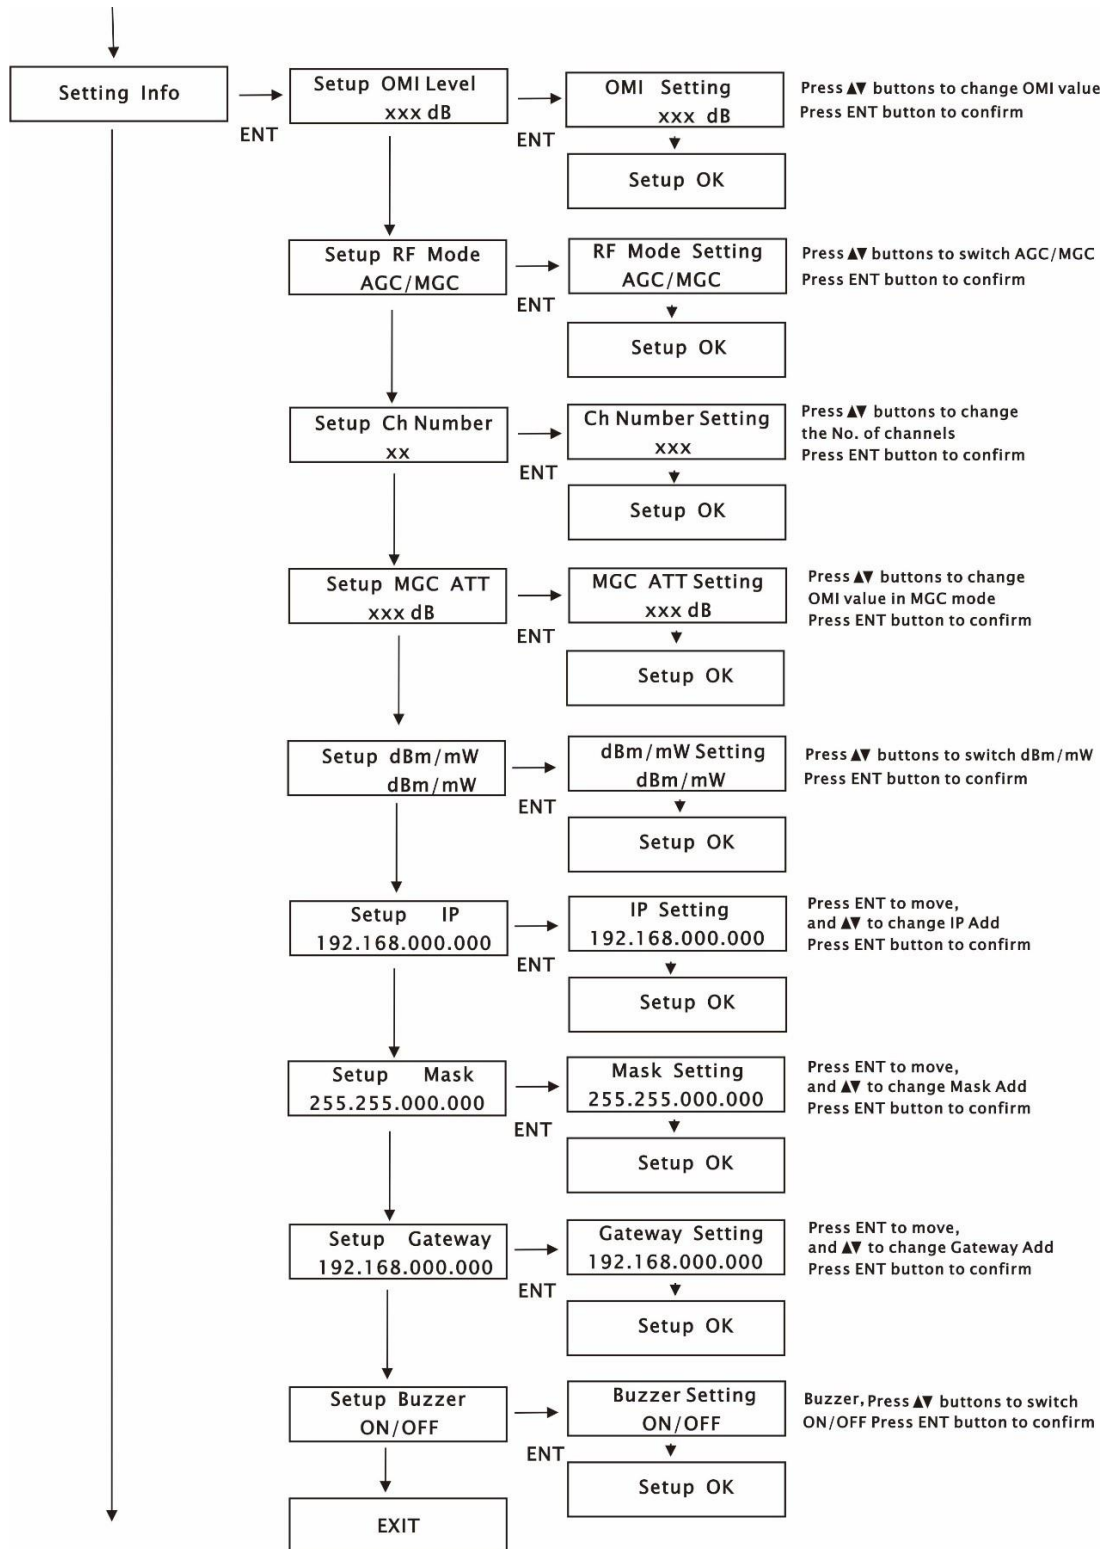 Setting Info
ENT
Setup OMI Level
xxx dB
ENT
OMI Setting
xxx dB
Press ▲▼ buttons to change OMI value
Press ENT button to confirm
Setup OK
Setup RF Mode
AGC/MGC
ENT
RF Mode Setting
AGC/MGC
Press ▲▼ buttons to switch AGC/MGC
Press ENT button to confirm
Setup OK
Setup Ch Number
xx
ENT
Ch Number Setting
xxx
Press ▲▼ buttons to change
the No. of channels
Press ENT button to confirm
Setup OK
Setup MGC ATT
xxx dB
ENT
MGC ATT Setting
xxx dB
Press ▲▼ buttons to change
OMI value in MGC mode
Press ENT button to confirm
Setup OK
Setup dBm/mW
dBm/mW
ENT
dBm/mW Setting
dBm/mW
Press ▲▼ buttons to switch dBm/mW
Press ENT button to confirm
Setup OK
Setup IP
192.168.000.000
ENT
IP Setting
192.168.000.000
Press ENT to move,
and ▲▼ to change IP Add
Press ENT button to confirm
Setup OK
Setup Mask
255.255.000.000
ENT
Mask Setting
255.255.000.000
Press ENT to move,
and ▲▼ to change Mask Add
Press ENT button to confirm
Setup OK
Setup Gateway
192.168.000.000
ENT
Gateway Setting
192.168.000.000
Press ENT to move,
and ▲▼ to change Gateway Add
Press ENT button to confirm
Setup OK
Setup Buzzer
ON/OFF
ENT
Buzzer Setting
ON/OFF
Buzzer, Press ▲▼ buttons to switch
ON/OFF Press ENT button to confirm
Setup OK
EXIT